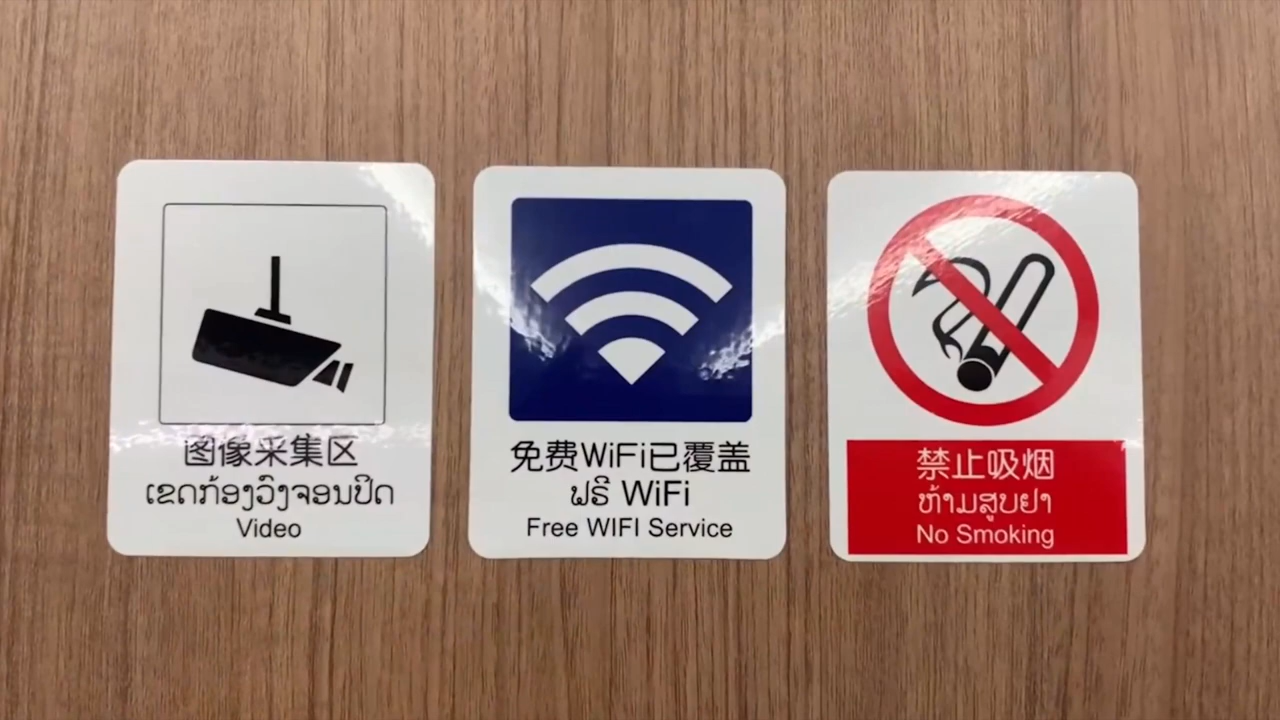 图像采集区
ເຂດກ້ອງວົງຈອນປິດ
Video
免费WiFi已覆盖
ຟຣີ WiFi
Free WIFI Service
禁止吸烟
ຫ້າມສູບຢາ
No Smoking